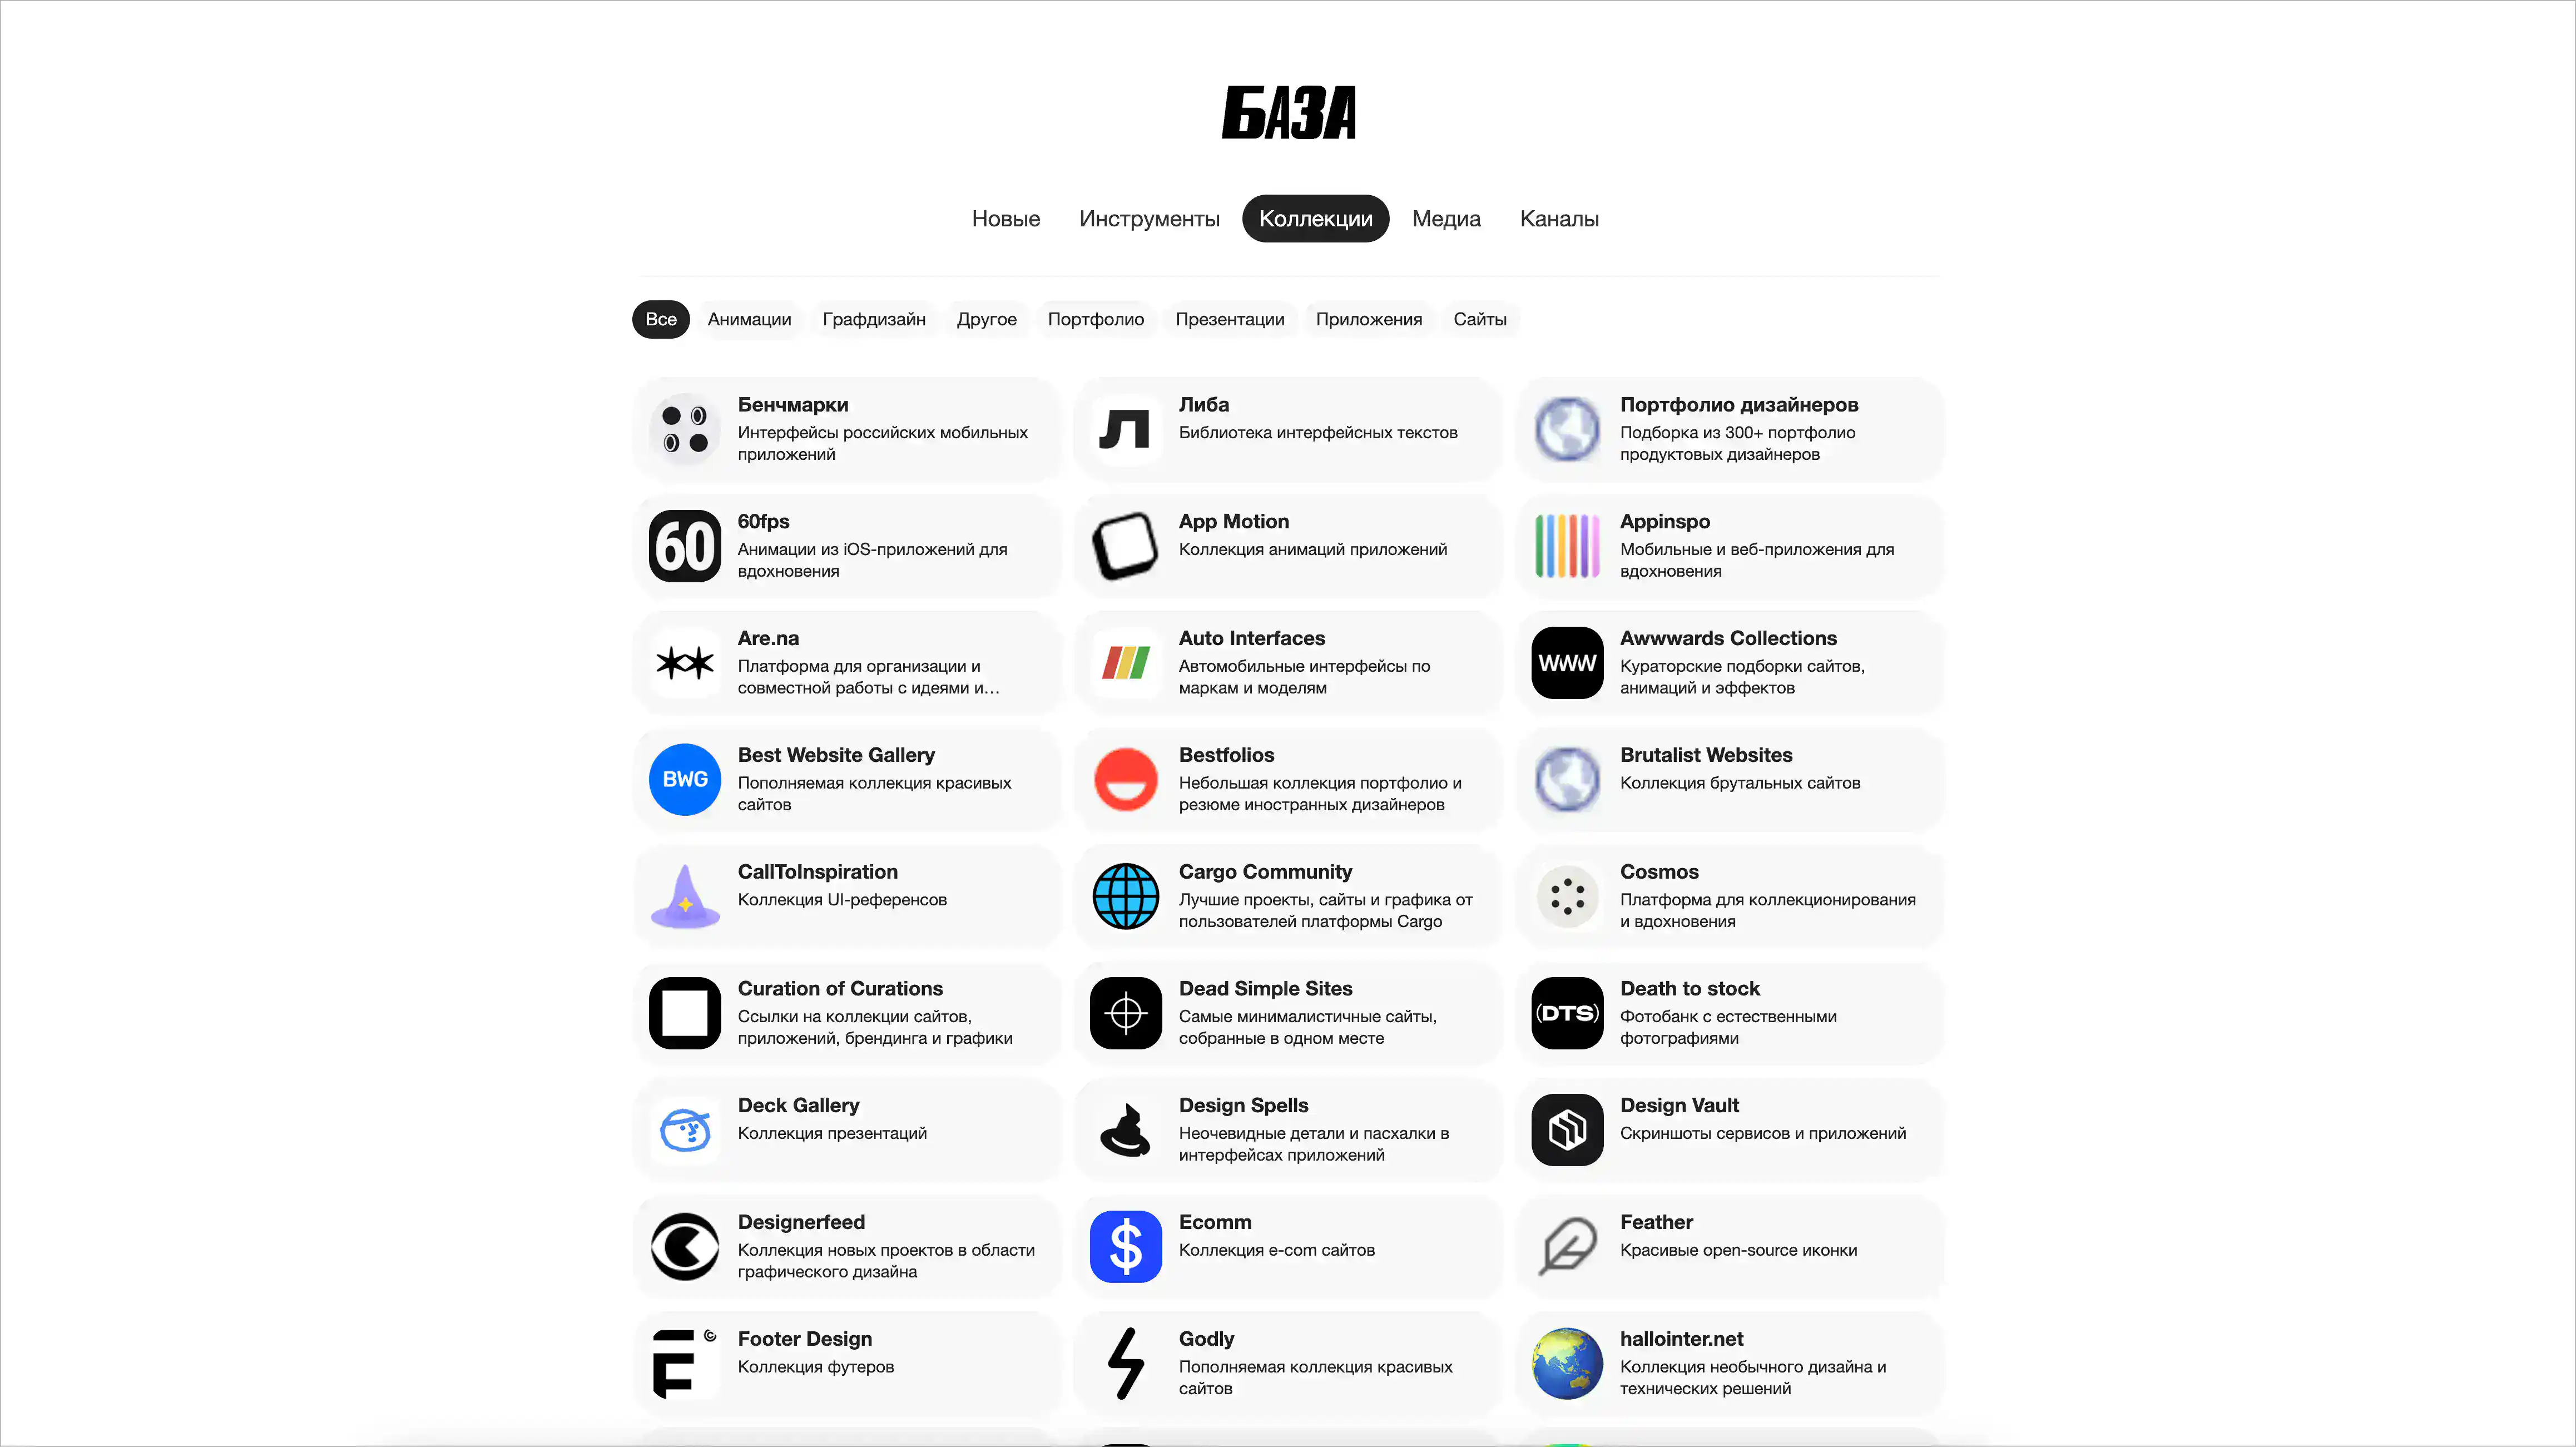 БАЗА
Новые Инструменты Коллекции Медиа Каналы
Все Анимации Графдизайн Другое Портфолио Презентации Приложения Сайты
Бенчмарки
Интерфейсы российских мобильных
приложений
Л
Либа
Библиотека интерфейсных текстов
Портфолио дизайнеров
Подборка из 300+ портфолио
продуктовых дизайнеров
60
60fps
Анимации из iOS-приложений для
вдохновения
App Motion
Коллекция анимаций приложений
Appinspo
Мобильные и веб-приложения для
вдохновения
Are.na
Платформа для организации и
совместной работы с идеями и…
Auto Interfaces
Автомобильные интерфейсы по
маркам и моделям
WWW
Awwwards Collections
Кураторские подборки сайтов,
анимаций и эффектов
BWG
Best Website Gallery
Пополняемая коллекция красивых
сайтов
Bestfolios
Небольшая коллекция портфолио и
резюме иностранных дизайнеров
Brutalist Websites
Коллекция брутальных сайтов
CallToInspiration
Коллекция UI-референсов
Cargo Community
Лучшие проекты, сайты и графика от
пользователей платформы Cargo
Cosmos
Платформа для коллекционирования
и вдохновения
Curation of Curations
Ссылки на коллекции сайтов,
приложений, брендинга и графики
Dead Simple Sites
Самые минималистичные сайты,
собранные в одном месте
(DTS)
Death to stock
Фотобанк с естественными
фотографиями
Deck Gallery
Коллекция презентаций
Design Spells
Неочевидные детали и пасхалки в
интерфейсах приложений
Design Vault
Скриншоты сервисов и приложений
Designerfeed
Коллекция новых проектов в области
графического дизайна
$
Ecomm
Коллекция e-com сайтов
Feather
Красивые open-source иконки
F ©
Footer Design
Коллекция футеров
Godly
Пополняемая коллекция красивых
сайтов
hallointer.net
Коллекция необычного дизайна и
технических решений